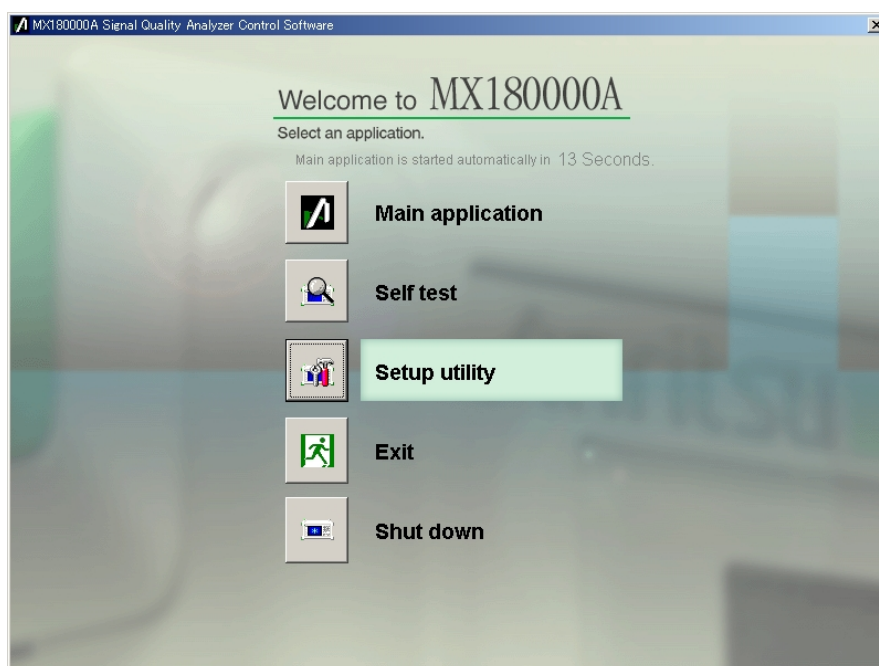 MX180000A Signal Quality Analyzer Control Software
Welcome to MX180000A
Select an application.
Main application is started automatically in 13 Seconds.
Main application
Self test
Setup utility
Exit
Shut down